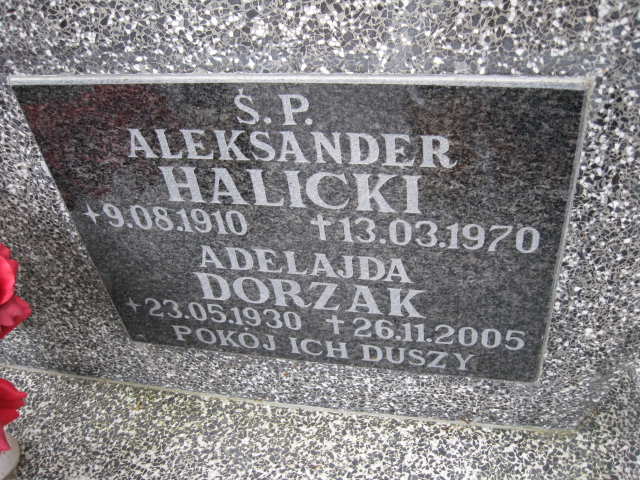 Ś.P.
ALEKSANDER
HALICKI
+9.08.1910 †13.03.1970
ADELAJDA
DORZAK
+23.05.1930 †26.11.2005
POKÓJ ICH DUSZY